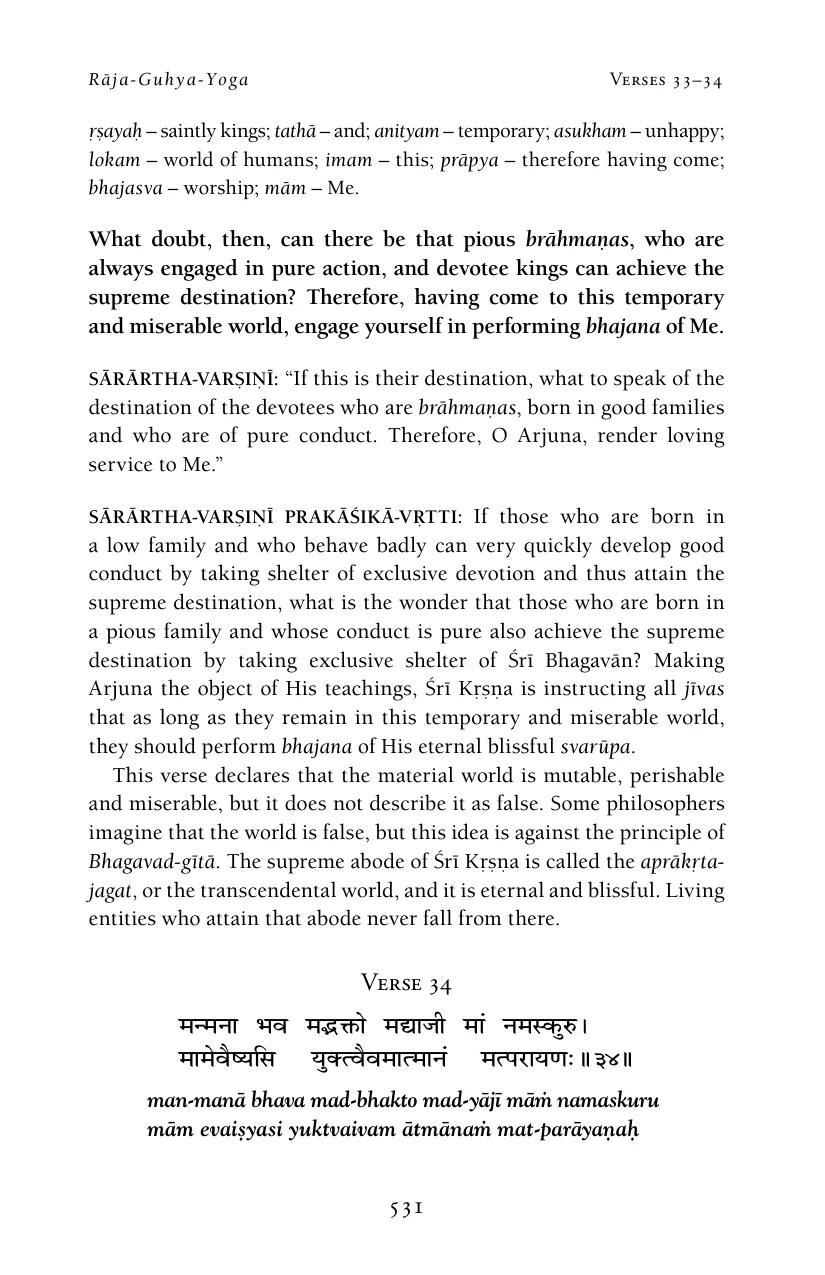 Rāja-Guhya-Yoga Verses 33–34
ṛṣayaḥ – saintly kings; tathā – and; anityam – temporary; asukham – unhappy;
lokam – world of humans; imam – this; prāpya – therefore having come;
bhajasva – worship; mām – Me.
What doubt, then, can there be that pious brāhmaṇas, who are
always engaged in pure action, and devotee kings can achieve the
supreme destination? Therefore, having come to this temporary
and miserable world, engage yourself in performing bhajana of Me.
SĀRĀRTHA-VARṢIṆĪ: “If this is their destination, what to speak of the
destination of the devotees who are brāhmaṇas, born in good families
and who are of pure conduct. Therefore, O Arjuna, render loving
service to Me.”
SĀRĀRTHA-VARṢIṆĪ PRAKĀŚIKĀ-VṚTTI: If those who are born in
a low family and who behave badly can very quickly develop good
conduct by taking shelter of exclusive devotion and thus attain the
supreme destination, what is the wonder that those who are born in
a pious family and whose conduct is pure also achieve the supreme
destination by taking exclusive shelter of Śrī Bhagavān? Making
Arjuna the object of His teachings, Śrī Kṛṣṇa is instructing all jīvas
that as long as they remain in this temporary and miserable world,
they should perform bhajana of His eternal blissful svarūpa.
This verse declares that the material world is mutable, perishable
and miserable, but it does not describe it as false. Some philosophers
imagine that the world is false, but this idea is against the principle of
Bhagavad-gītā. The supreme abode of Śrī Kṛṣṇa is called the aprākṛta-
jagat, or the transcendental world, and it is eternal and blissful. Living
entities who attain that abode never fall from there.
Verse 34
मन्मना भव मद्भक्तो मद्याजी मां नमस्कुरु।
मामेवैष्यसि युक्त्वैवमात्मानं मत्परायणः॥३४॥
man-manā bhava mad-bhakto mad-yājī māṁ namaskuru
mām evaiṣyasi yuktvaivam ātmānaṁ mat-parāyaṇaḥ
531